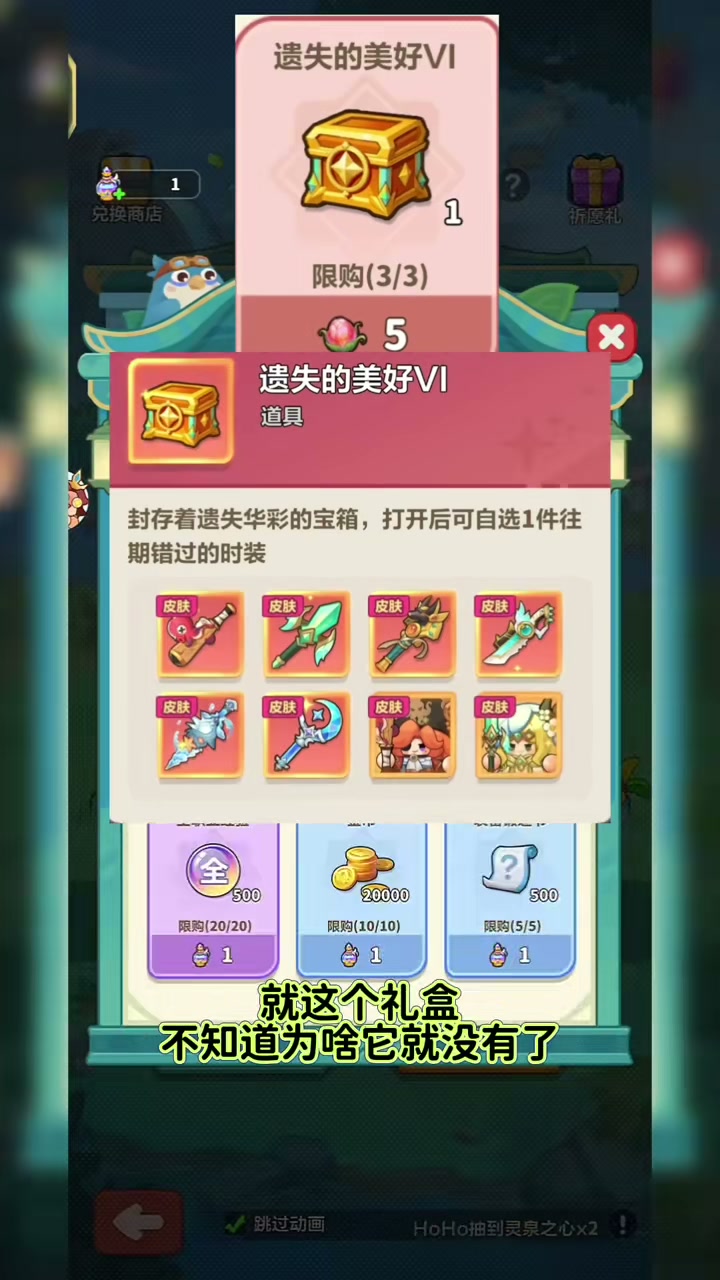 遗失的美好VI
1
限购(3/3)
5
1
兑换商店
?
祈愿礼
遗失的美好VI
道具
封存着遗失华彩的宝箱，打开后可自选1件往
期错过的时装
皮肤
皮肤
皮肤
皮肤
皮肤
皮肤
皮肤
皮肤
全
500
20000
?
500
限购(20/20)
限购(10/10)
限购(5/5)
1
1
1
就这个礼盒
不知道为啥它就没有了
跳过动画
HoHo抽到灵泉之心x2
!